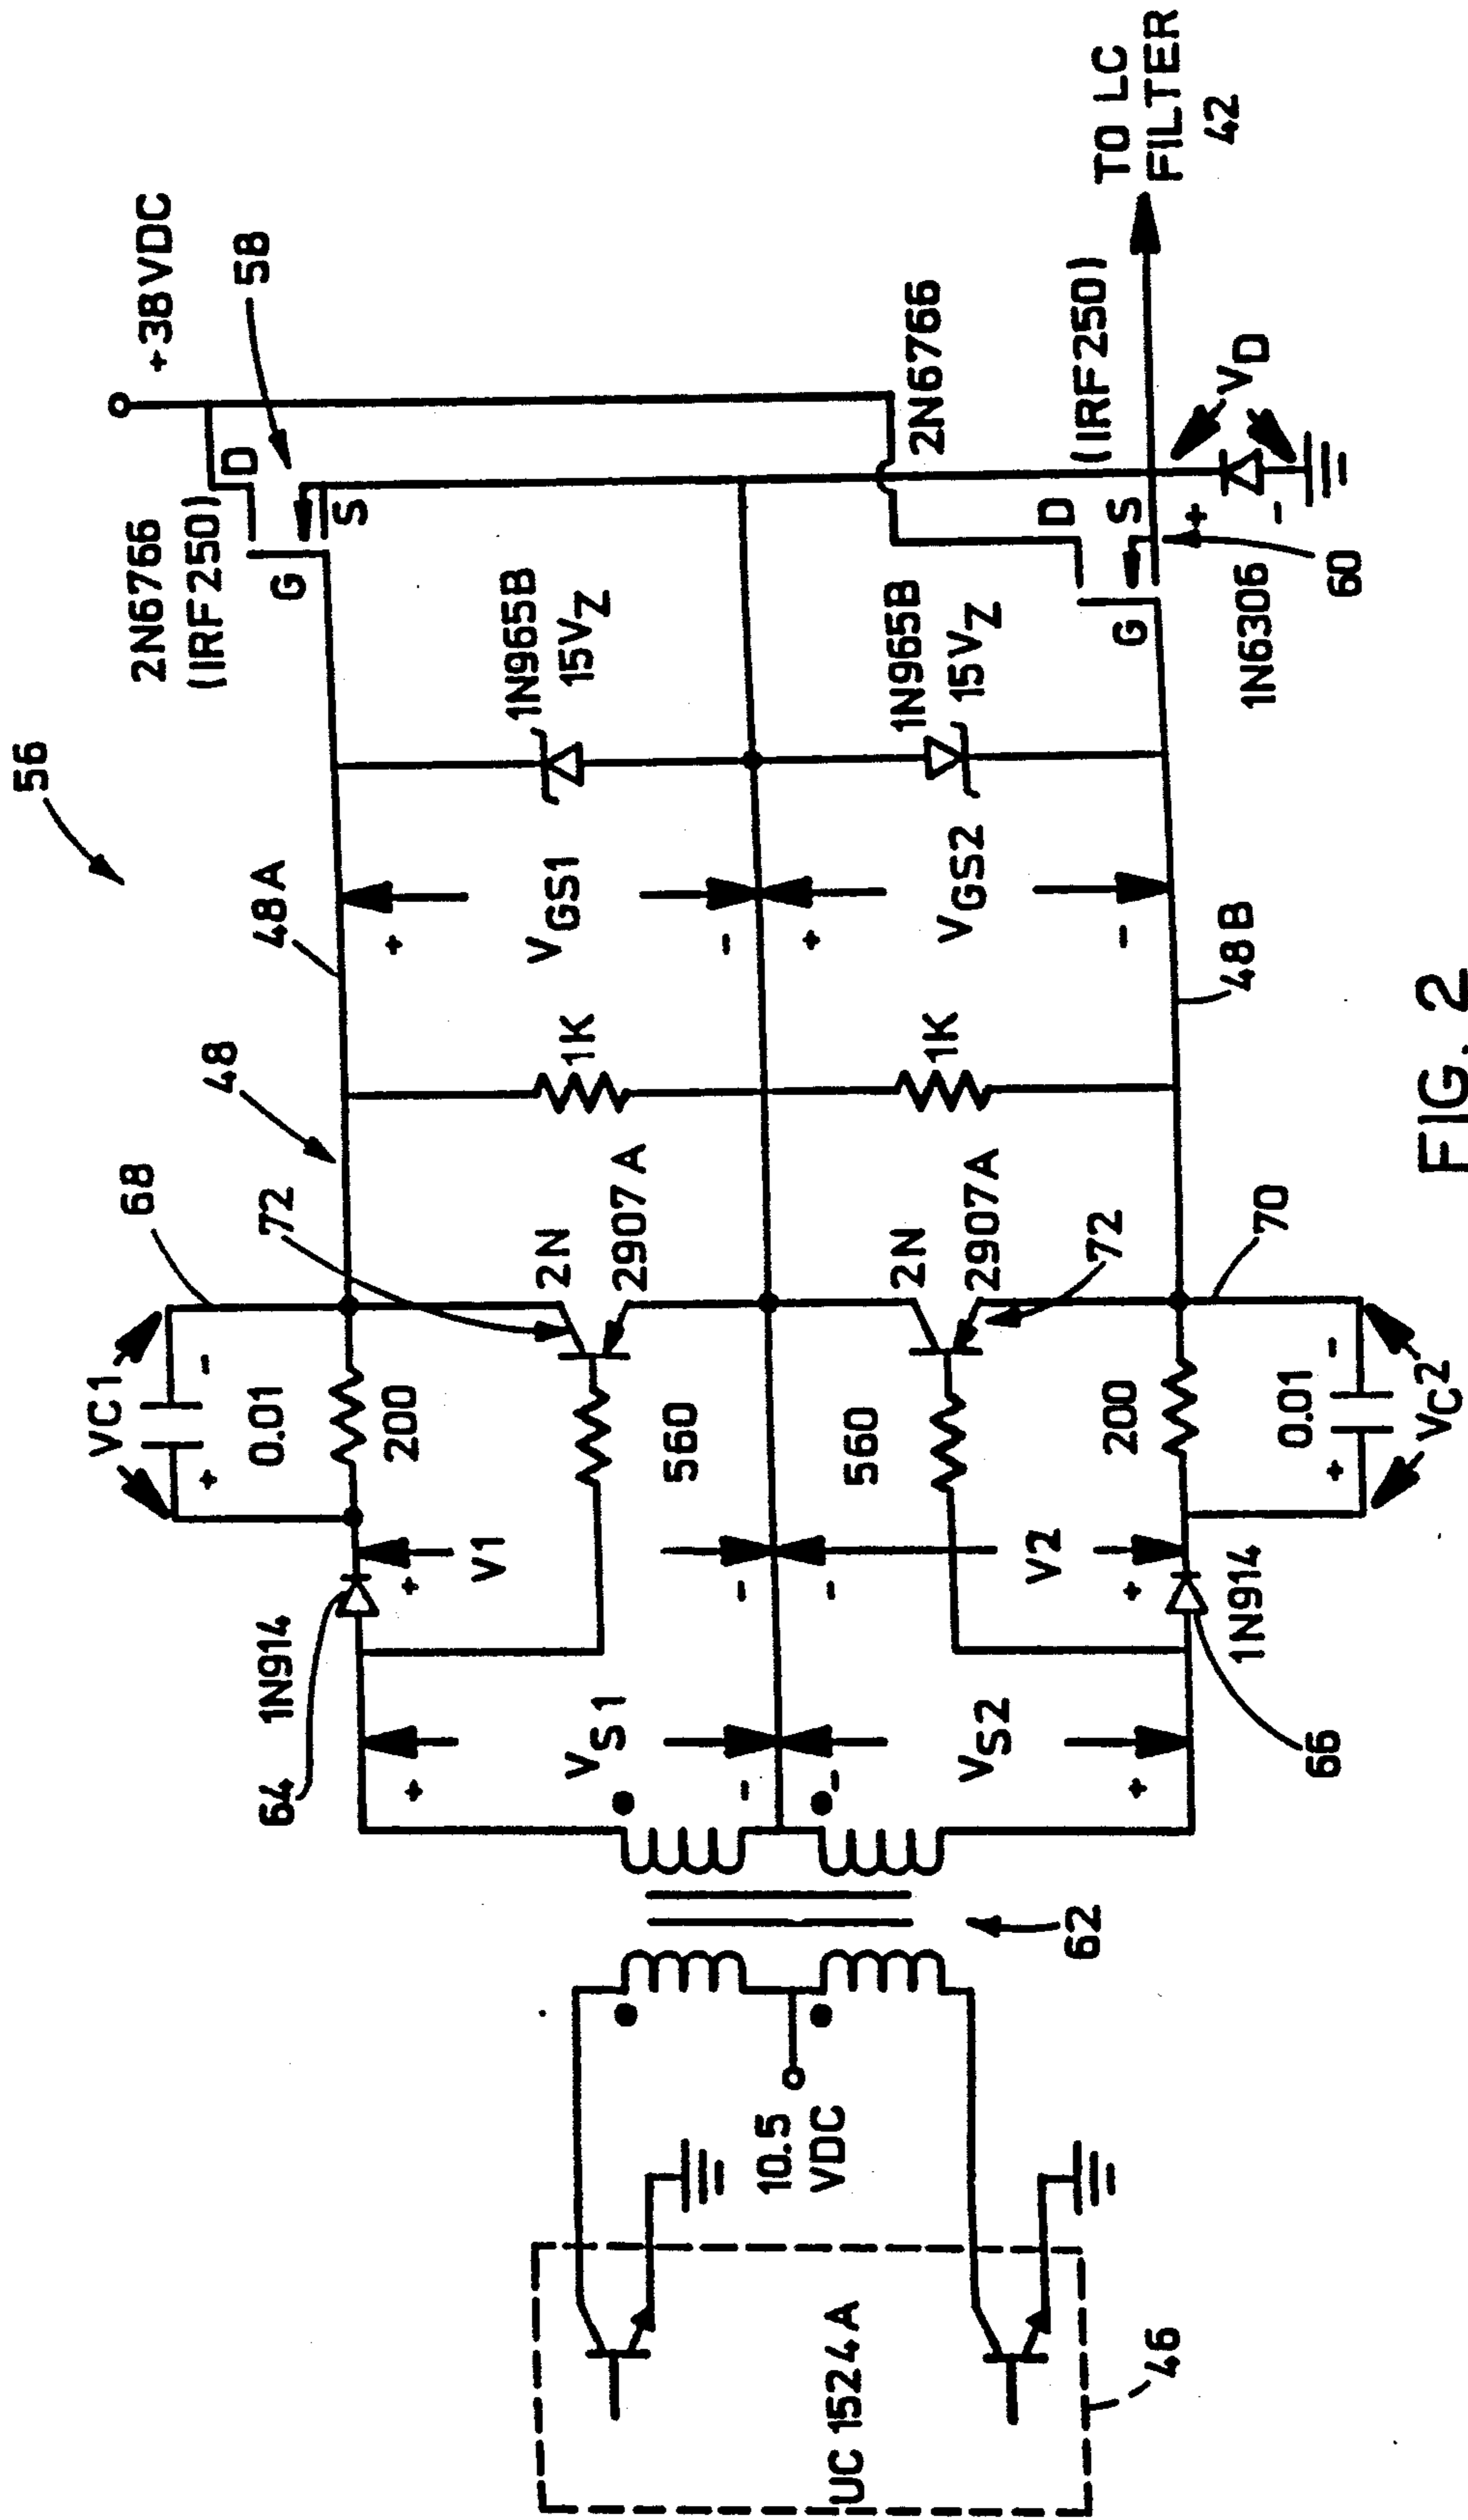 56
+38VDC
2N6766
(IRF250)
58
D
S
G
48A
48
68
72
VC1
+
-
0.01
200
64
1N914
+
V1
-
+
VS1
-
2N
2907A
560
1K
+
VGS1
-
1N965B
15VZ
UC1524A
46
10.5
VDC
62
-
VS2
+
-
V2
+
560
2N
2907A
72
1K
+
VGS2
-
1N965B
15VZ
2N6766
(IRF250)
D
S
G
60
+
-
VD
1N6306
TO LC
FILTER
42
66
1N914
200
0.01
+
-
VC2
70
48B
FIG. 2